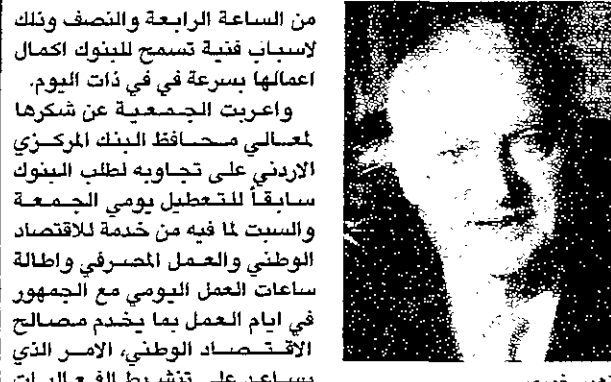 من الساعة الرابعة والنصف وذلك
لاسباب فنية تسمح للبنوك اكمال
اعمالها بسرعة في في ذات اليوم.
واعربت الجمعية عن شكرها
لمعالي محافظ البنك المركزي
الاردني على تجاوبه لطلب البنوك
سابقاً للتعطيل يومي الجمعة
والسبت لما فيه من خدمة للاقتصاد
الوطني والعمل المصرفي واطالة
ساعات العمل اليومي مع الجمهور
في ايام العمل بما يخدم مصالح
الاقتصاد الوطني، الامر الذي